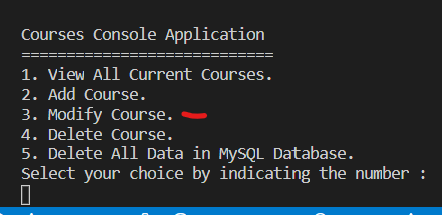 Courses Console Application
============================
1. View All Current Courses.
2. Add Course.
3. Modify Course.
4. Delete Course.
5. Delete All Data in MySQL Database.
Select your choice by indicating the number :